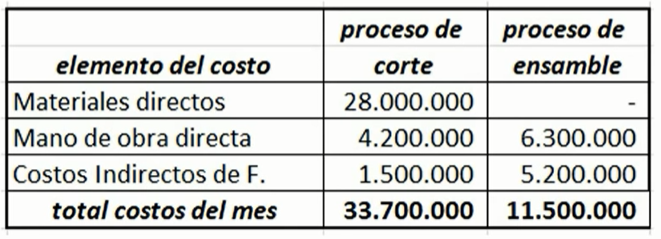 elemento del costo proceso de corte proceso de ensamble
Materiales directos 28.000.000 -
Mano de obra directa 4.200.000 6.300.000
Costos Indirectos de F. 1.500.000 5.200.000
total costos del mes 33.700.000 11.500.000